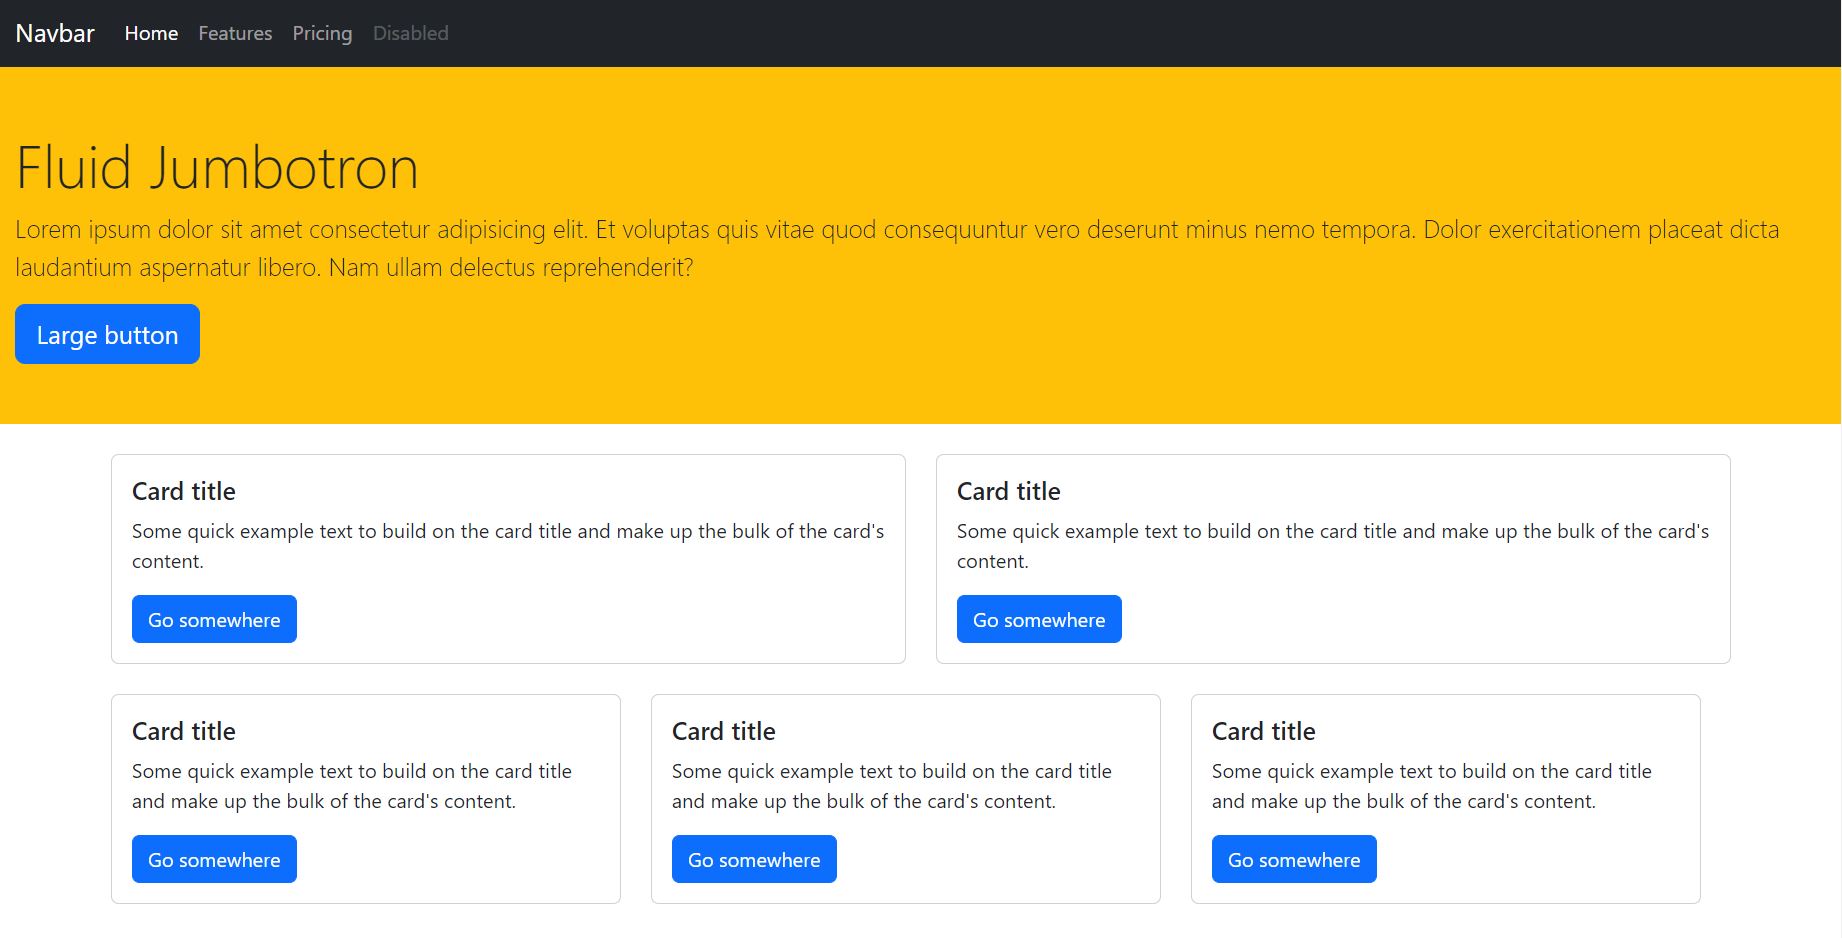 Navbar Home Features Pricing Disabled
Fluid Jumbotron
Lorem ipsum dolor sit amet consectetur adipisicing elit. Et voluptas quis vitae quod consequuntur vero deserunt minus nemo tempora. Dolor exercitationem placeat dicta
laudantium aspernatur libero. Nam ullam delectus reprehenderit?
Large button
Card title
Some quick example text to build on the card title and make up the bulk of the card's
content.
Go somewhere
Card title
Some quick example text to build on the card title and make up the bulk of the card's
content.
Go somewhere
Card title
Some quick example text to build on the card title
and make up the bulk of the card's content.
Go somewhere
Card title
Some quick example text to build on the card title
and make up the bulk of the card's content.
Go somewhere
Card title
Some quick example text to build on the card title
and make up the bulk of the card's content.
Go somewhere